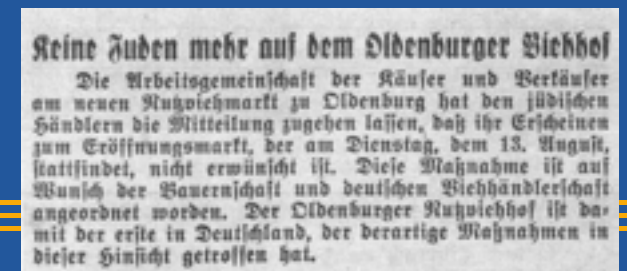 Keine Juden mehr auf dem Oldenburger Viehhof
Die Arbeitsgemeinschaft der Käufer und Verkäufer
am neuen Nutzviehmarkt zu Oldenburg hat den jüdischen
Händlern die Mitteilung zugehen lassen, daß ihr Erscheinen
zum Eröffnungsmarkt, der am Dienstag, dem 13. August,
stattfindet, nicht erwünscht ist. Diese Maßnahme ist auf
Wunsch der Bauernschaft und deutschen Viehhändlerschaft
angeordnet worden. Der Oldenburger Nutzviehhof ist da-
mit der erste in Deutschland, der derartige Maßnahmen in
dieser Hinsicht getroffen hat.